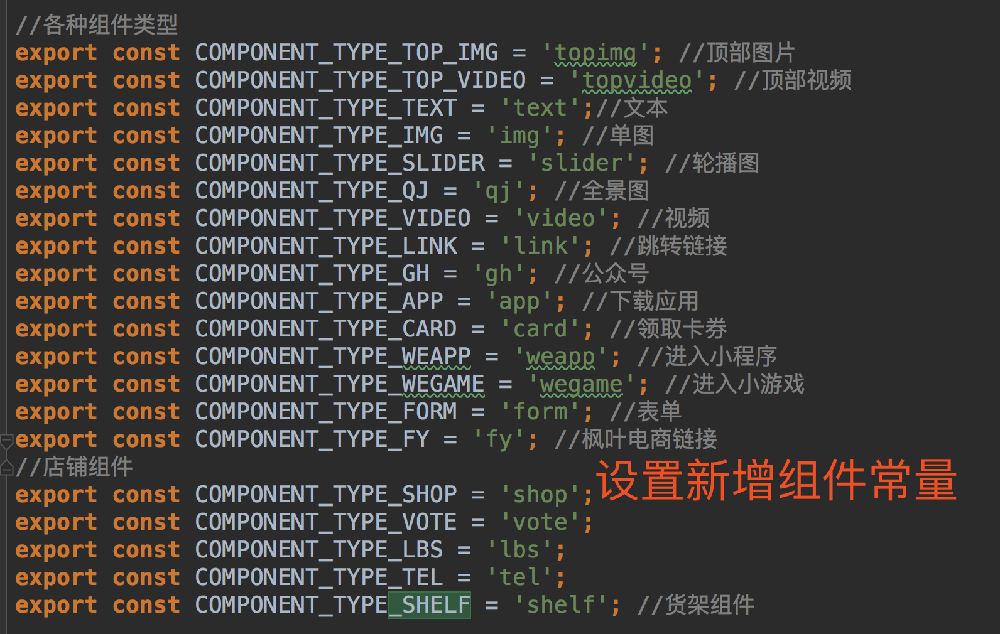 //各种组件类型
export const COMPONENT_TYPE_TOP_IMG = 'topimg'; //顶部图片
export const COMPONENT_TYPE_TOP_VIDEO = 'topvideo'; //顶部视频
export const COMPONENT_TYPE_TEXT = 'text';//文本
export const COMPONENT_TYPE_IMG = 'img'; //单图
export const COMPONENT_TYPE_SLIDER = 'slider'; //轮播图
export const COMPONENT_TYPE_QJ = 'qj'; //全景图
export const COMPONENT_TYPE_VIDEO = 'video'; //视频
export const COMPONENT_TYPE_LINK = 'link'; //跳转链接
export const COMPONENT_TYPE_GH = 'gh'; //公众号
export const COMPONENT_TYPE_APP = 'app'; //下载应用
export const COMPONENT_TYPE_CARD = 'card'; //领取卡券
export const COMPONENT_TYPE_WEAPP = 'weapp'; //进入小程序
export const COMPONENT_TYPE_WEGAME = 'wegame'; //进入小游戏
export const COMPONENT_TYPE_FORM = 'form'; //表单
export const COMPONENT_TYPE_FY = 'fy'; //枫叶电商链接
//店铺组件
设置新增组件常量
export const COMPONENT_TYPE_SHOP = 'shop';
export const COMPONENT_TYPE_VOTE = 'vote';
export const COMPONENT_TYPE_LBS = 'lbs';
export const COMPONENT_TYPE_TEL = 'tel';
export const COMPONENT_TYPE_SHELF = 'shelf'; //货架组件